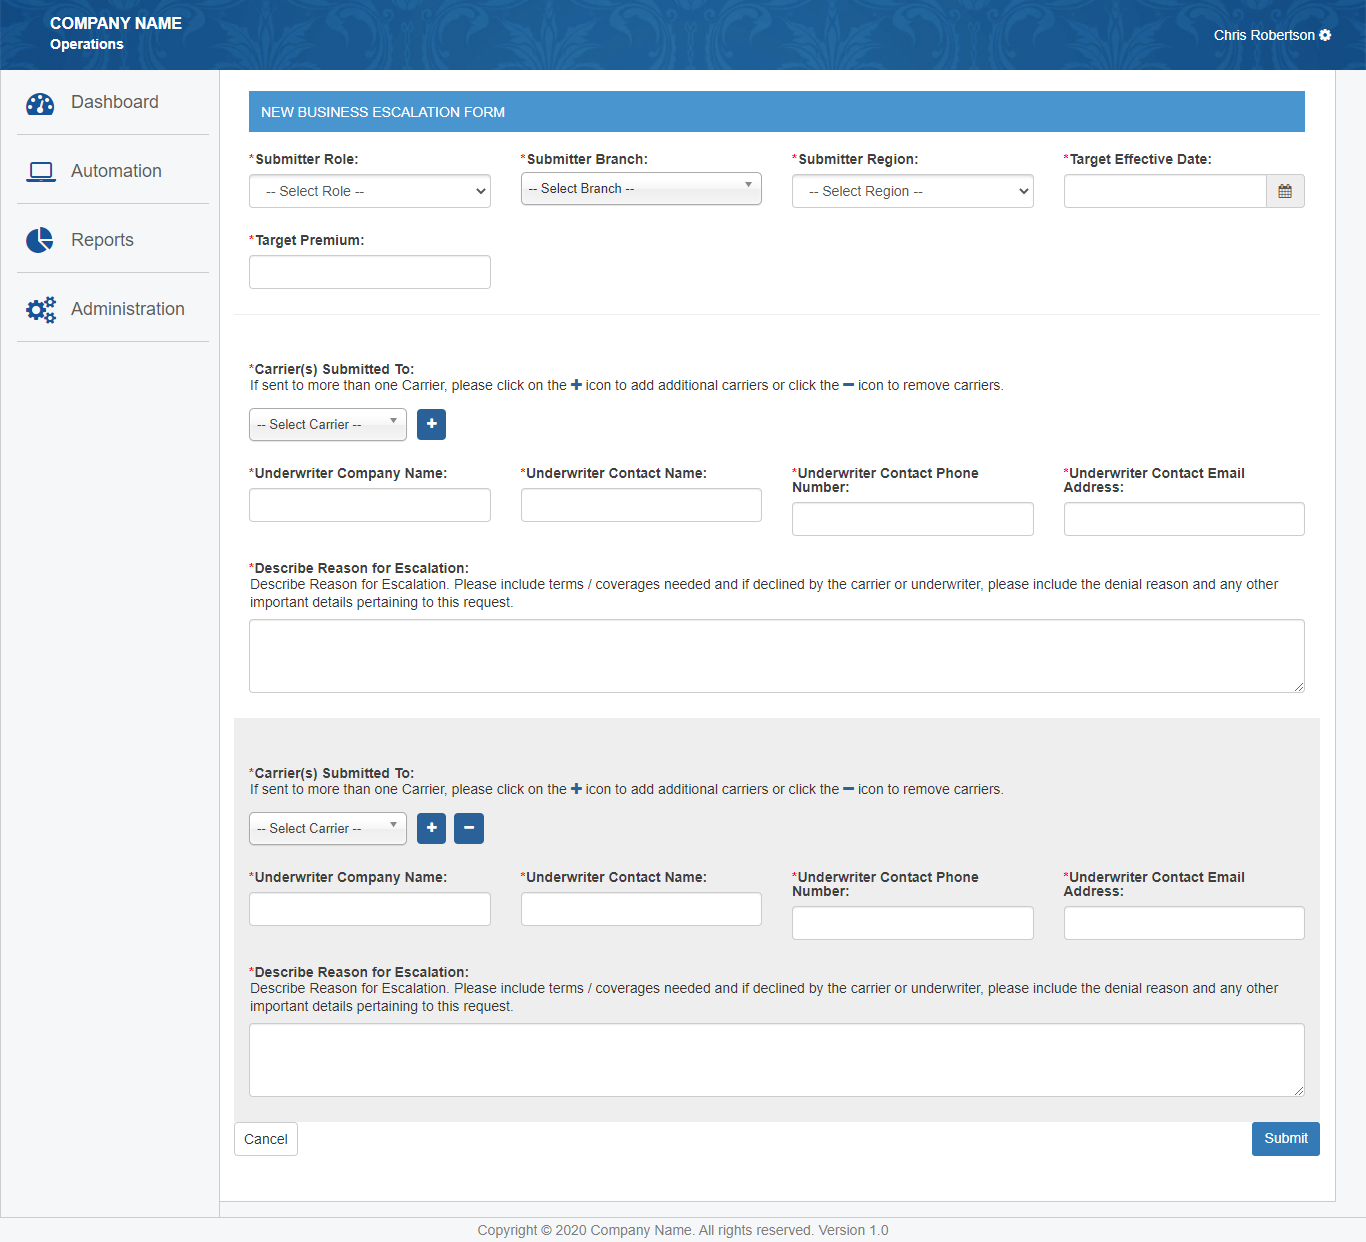 COMPANY NAME
Operations
Chris Robertson
Dashboard
Automation
Reports
Administration
NEW BUSINESS ESCALATION FORM
*Submitter Role:
*Submitter Branch:
*Submitter Region:
*Target Effective Date:
-- Select Role --
-- Select Branch --
-- Select Region --
*Target Premium:
*Carrier(s) Submitted To:
If sent to more than one Carrier, please click on the + icon to add additional carriers or click the − icon to remove carriers.
-- Select Carrier --
*Underwriter Company Name:
*Underwriter Contact Name:
*Underwriter Contact Phone
Number:
*Underwriter Contact Email
Address:
*Describe Reason for Escalation:
Describe Reason for Escalation. Please include terms / coverages needed and if declined by the carrier or underwriter, please include the denial reason and any other
important details pertaining to this request.
*Carrier(s) Submitted To:
If sent to more than one Carrier, please click on the + icon to add additional carriers or click the − icon to remove carriers.
-- Select Carrier --
*Underwriter Company Name:
*Underwriter Contact Name:
*Underwriter Contact Phone
Number:
*Underwriter Contact Email
Address:
*Describe Reason for Escalation:
Describe Reason for Escalation. Please include terms / coverages needed and if declined by the carrier or underwriter, please include the denial reason and any other
important details pertaining to this request.
Cancel
Submit
Copyright © 2020 Company Name. All rights reserved. Version 1.0